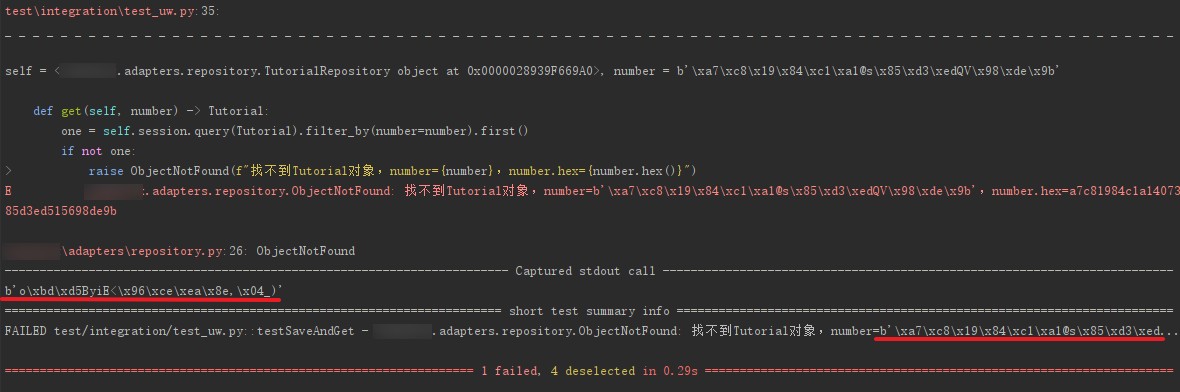 test\integration\test_uw.py:35:
- - - - - - - - - - - - - - - - - - - - - - - - - - - - - - - - - - - - - - - - - - - - - - - - - - - - - - - - - - - - - - - - - - - - - - - - - - - - - - - -
self = < .adapters.repository.TutorialRepository object at 0x0000028939F669A0>, number = b'\xa7\xc8\x19\x84\xc1\xa1@s\x85\xd3\xedQV\x98\xde\x9b'
def get(self, number) -> Tutorial:
one = self.session.query(Tutorial).filter_by(number=number).first()
if not one:
> raise ObjectNotFound(f"找不到Tutorial对象，number={number}，number.hex={number.hex()}")
E .adapters.repository.ObjectNotFound: 找不到Tutorial对象，number=b'\xa7\xc8\x19\x84\xc1\xa1@s\x85\xd3\xedQV\x98\xde\x9b'，number.hex=a7c81984c1a14073
85d3ed515698de9b
\adapters\repository.py:26: ObjectNotFound
---------------------------------------- Captured stdout call ----------------------------------------
b'o\xbd\xd5ByiE<\x96\xce\xea\x8e,\x04_)'
======================================== short test summary info ========================================
FAILED test/integration/test_uw.py::testSaveAndGet - .adapters.repository.ObjectNotFound: 找不到Tutorial对象，number=b'\xa7\xc8\x19\x84\xc1\xa1@s\x85\xd3\xed...
======================================== 1 failed, 4 deselected in 0.29s ========================================